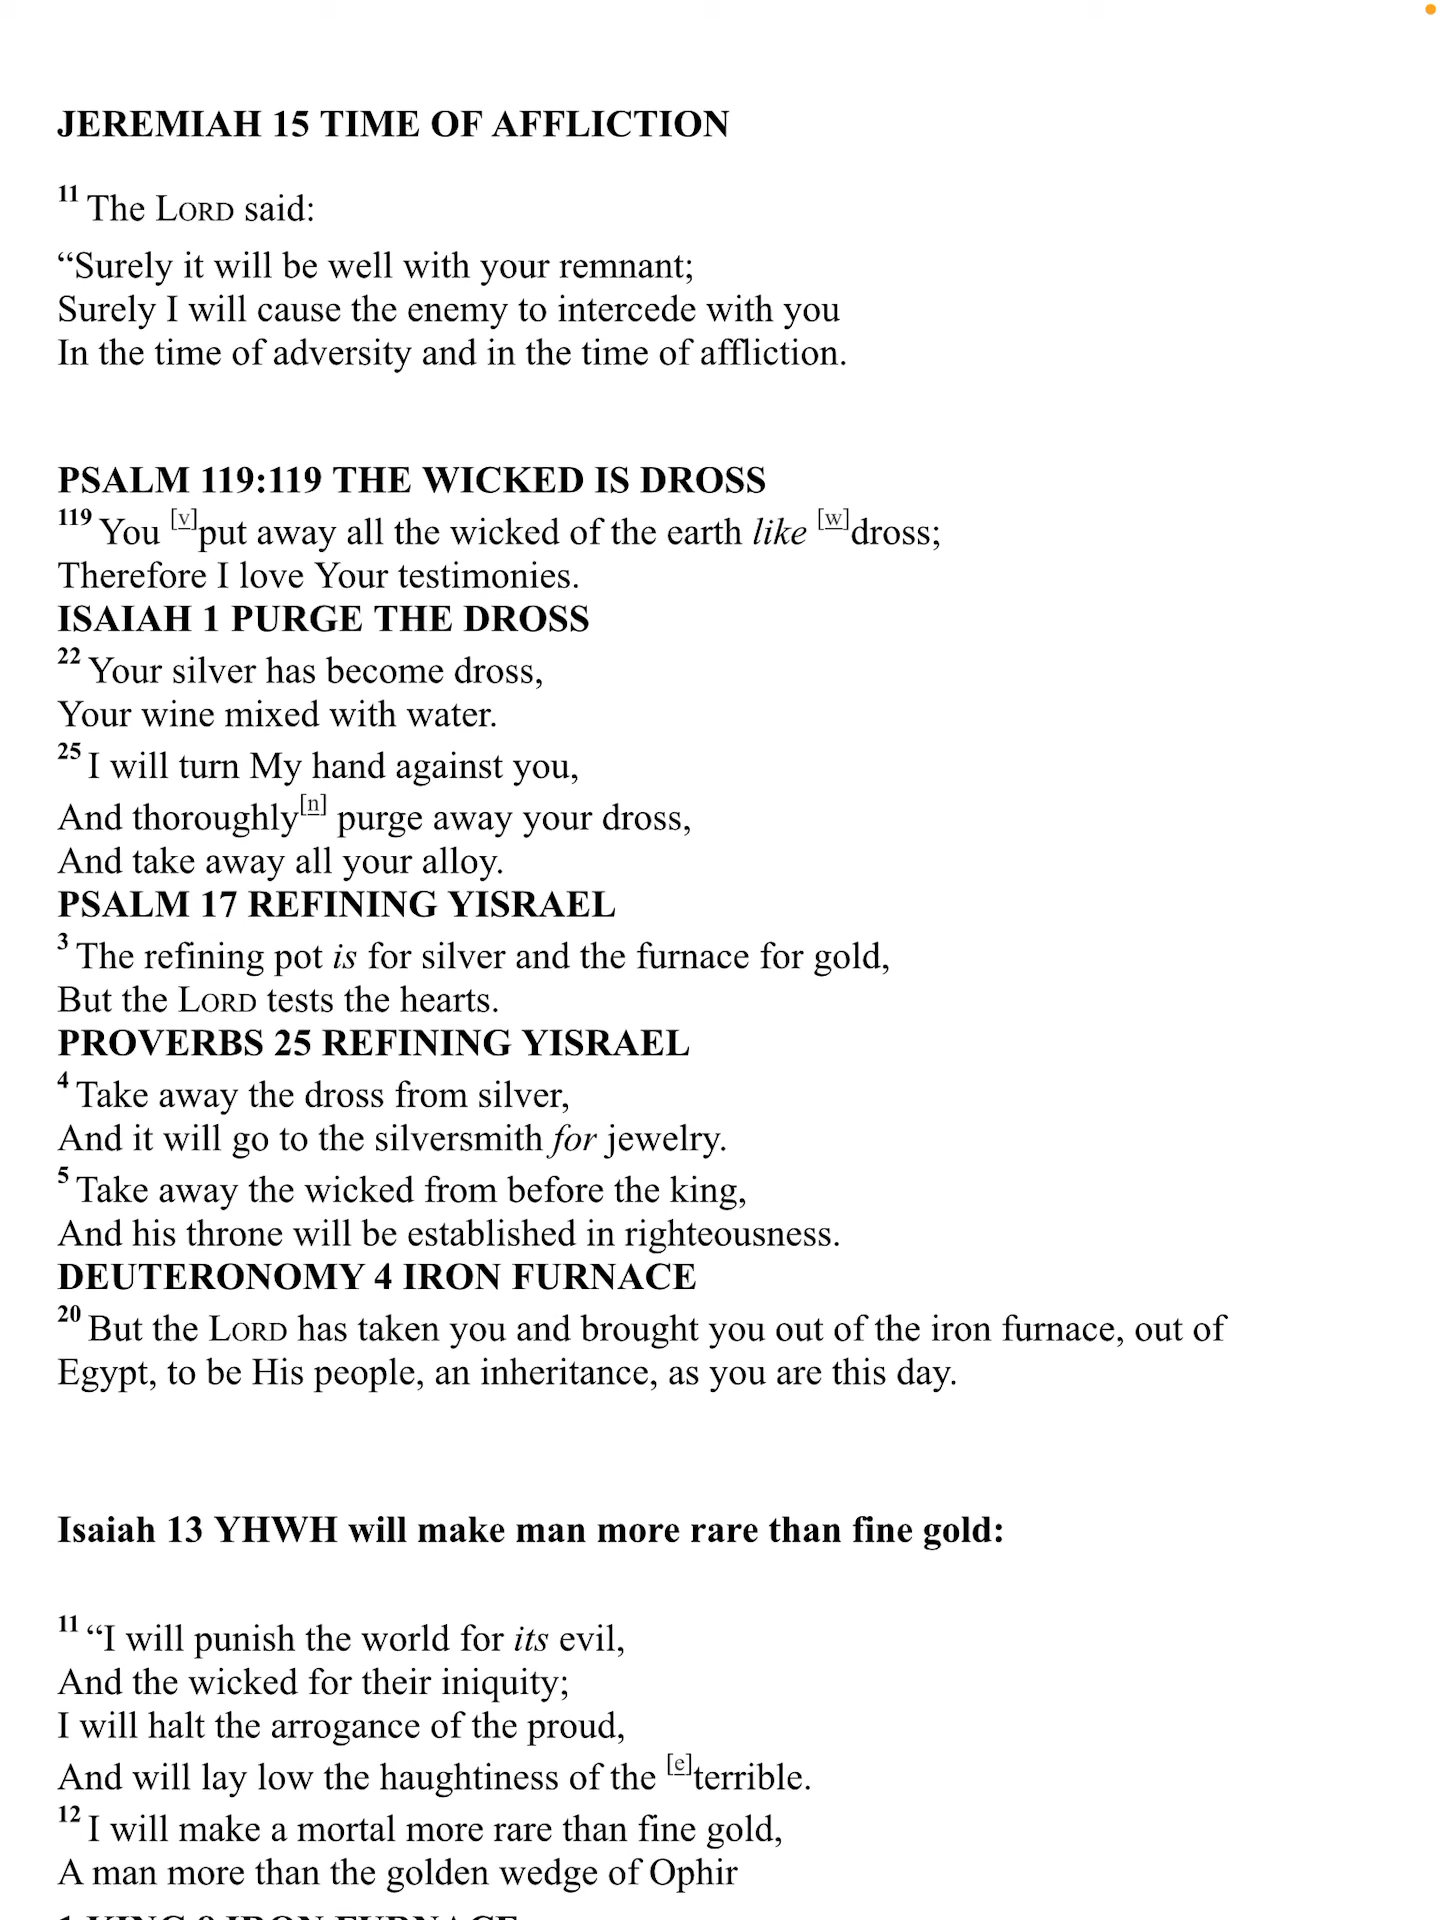 JEREMIAH 15 TIME OF AFFLICTION
11 The LORD said:
“Surely it will be well with your remnant;
Surely I will cause the enemy to intercede with you
In the time of adversity and in the time of affliction.
PSALM 119:119 THE WICKED IS DROSS
119 You [v]put away all the wicked of the earth like [w]dross;
Therefore I love Your testimonies.
ISAIAH 1 PURGE THE DROSS
22 Your silver has become dross,
Your wine mixed with water.
25 I will turn My hand against you,
And thoroughly[n] purge away your dross,
And take away all your alloy.
PSALM 17 REFINING YISRAEL
3 The refining pot is for silver and the furnace for gold,
But the LORD tests the hearts.
PROVERBS 25 REFINING YISRAEL
4 Take away the dross from silver,
And it will go to the silversmith for jewelry.
5 Take away the wicked from before the king,
And his throne will be established in righteousness.
DEUTERONOMY 4 IRON FURNACE
20 But the LORD has taken you and brought you out of the iron furnace, out of
Egypt, to be His people, an inheritance, as you are this day.
Isaiah 13 YHWH will make man more rare than fine gold:
11 “I will punish the world for its evil,
And the wicked for their iniquity;
I will halt the arrogance of the proud,
And will lay low the haughtiness of the [e]terrible.
12 I will make a mortal more rare than fine gold,
A man more than the golden wedge of Ophir